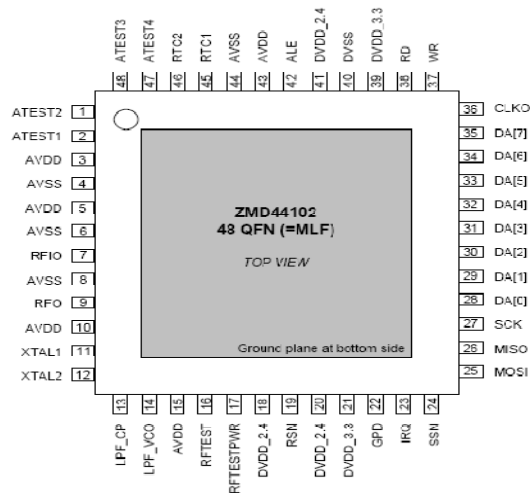 ATEST3 ATEST4 RTC2 RTC1 AVSS AVDD ALE DVDD_2.4 DVSS DVDD_3.3 RD WR
48 47 46 45 44 43 42 41 40 39 38 37
ATEST2 1
ATEST1 2
AVDD 3
AVSS 4
AVDD 5
AVSS 6
RFIO 7
AVSS 8
RFO 9
AVDD 10
XTAL1 11
XTAL2 12
ZMD44102
48 QFN (=MLF)
TOP VIEW
Ground plane at bottom side
36 CLKO
35 DA[7]
34 DA[6]
33 DA[5]
32 DA[4]
31 DA[3]
30 DA[2]
29 DA[1]
28 DA[0]
27 SCK
26 MISO
25 MOSI
13 14 15 16 17 18 19 20 21 22 23 24
LPF_CP LPF_VCO AVDD RFTEST RFTESTPWR DVDD_2.4 RSN DVDD_2.4 DVDD_3.3 GPD IRQ SSN